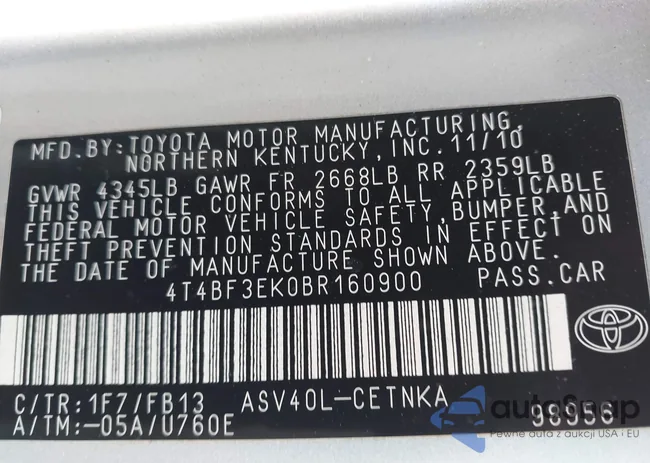 MFD.BY:TOYOTA MOTOR MANUFACTURING,
NORTHERN KENTUCKY,INC.11/10
GVWR 4345LB GAWR FR 2668LB RR 2359LB
THIS VEHICLE CONFORMS TO ALL APPLICABLE
FEDERAL MOTOR VEHICLE SAFETY,BUMPER,AND
THEFT PREVENTION STANDARDS IN EFFECT ON
THE DATE OF MANUFACTURE SHOWN ABOVE.
4T4BF3EK0BR160900 PASS.CAR
C/TR:1F7/FB13 ASV40L-CETNKA
A/TM:-05A/U760E 98956
autoSnap
Pewne auta z aukcji USA i EU